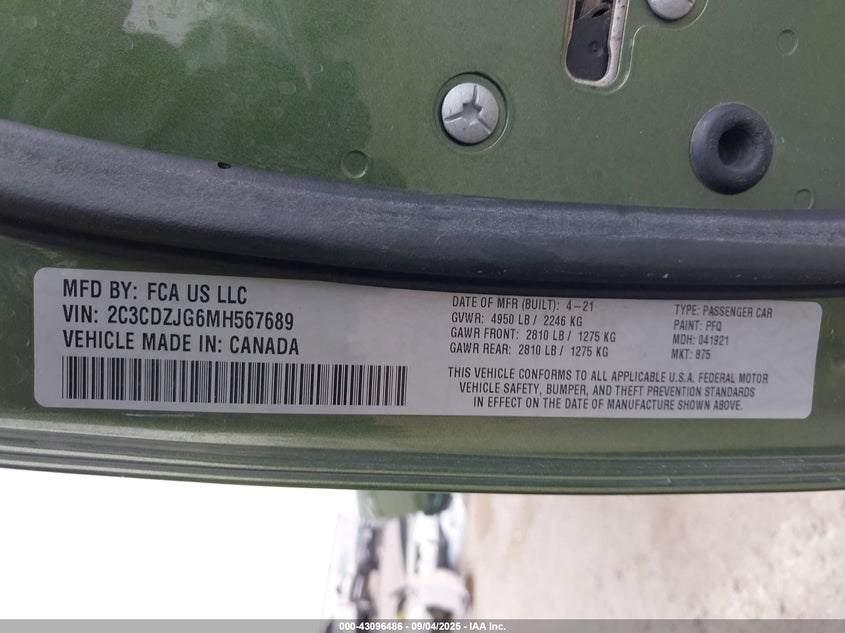 MFD BY: FCA US LLC
VIN: 2C3CDZJG6MH567689
VEHICLE MADE IN: CANADA
DATE OF MFR (BUILT): 4-21
GVWR: 4950 LB / 2246 KG
GAWR FRONT: 2810 LB / 1275 KG
GAWR REAR: 2810 LB / 1275 KG
TYPE: PASSENGER CAR
PAINT: PFQ
MDH: 041921
MKT: 875
THIS VEHICLE CONFORMS TO ALL APPLICABLE U.S.A. FEDERAL MOTOR
VEHICLE SAFETY, BUMPER, AND THEFT PREVENTION STANDARDS
IN EFFECT ON THE DATE OF MANUFACTURE SHOWN ABOVE.
000-43096486 - 09/04/2025 - IAA Inc.